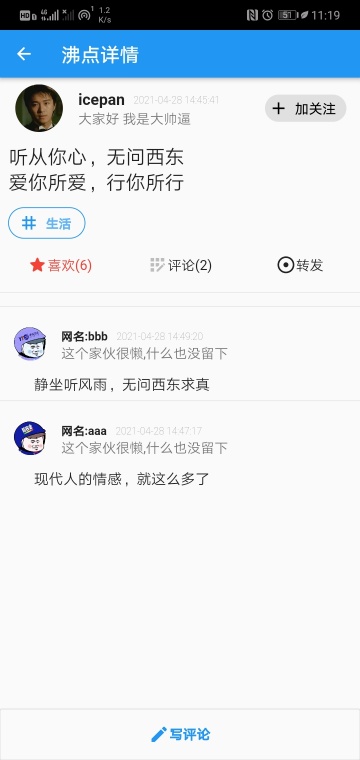 HD 46 1.2 K/s 51 11:19
沸点详情
icepan 2021-04-28 14:45:41
大家好 我是大帅逼
加关注
听从你心，无问西东
爱你所爱，行你所行
# 生活
喜欢(6) 评论(2) 转发
网名:bbb 2021-04-28 14:49:20
这个家伙很懒,什么也没留下
静坐听风雨，无问西东求真
网名:aaa 2021-04-28 14:47:17
这个家伙很懒,什么也没留下
现代人的情感，就这么多了
写评论